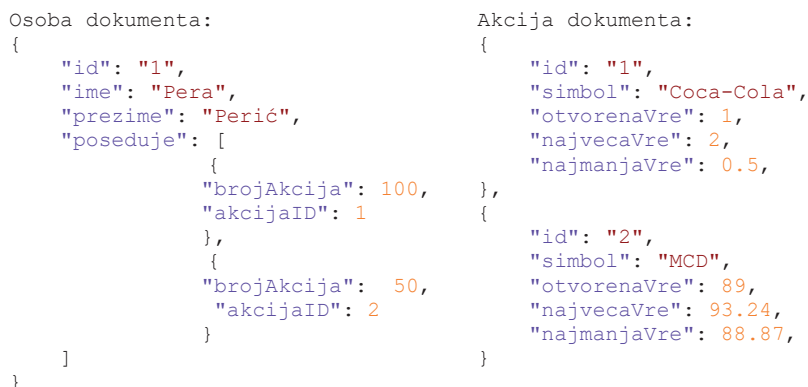 Osoba dokumenta:
{
    "id": "1",
    "ime": "Pera",
    "prezime": "Perić",
    "poseduje": [
                {
                "brojAkcija": 100,
                "akcijaID": 1
                },
                {
                "brojAkcija":  50,
                 "akcijaID": 2
                }
    ]
}
Akcija dokumenta:
{
    "id": "1",
    "simbol": "Coca-Cola",
    "otvorenaVre": 1,
    "najvecaVre": 2,
    "najmanjaVre": 0.5,
},
{
    "id": "2",
    "simbol": "MCD",
    "otvorenaVre": 89,
    "najvecaVre": 93.24,
    "najmanjaVre": 88.87,
}